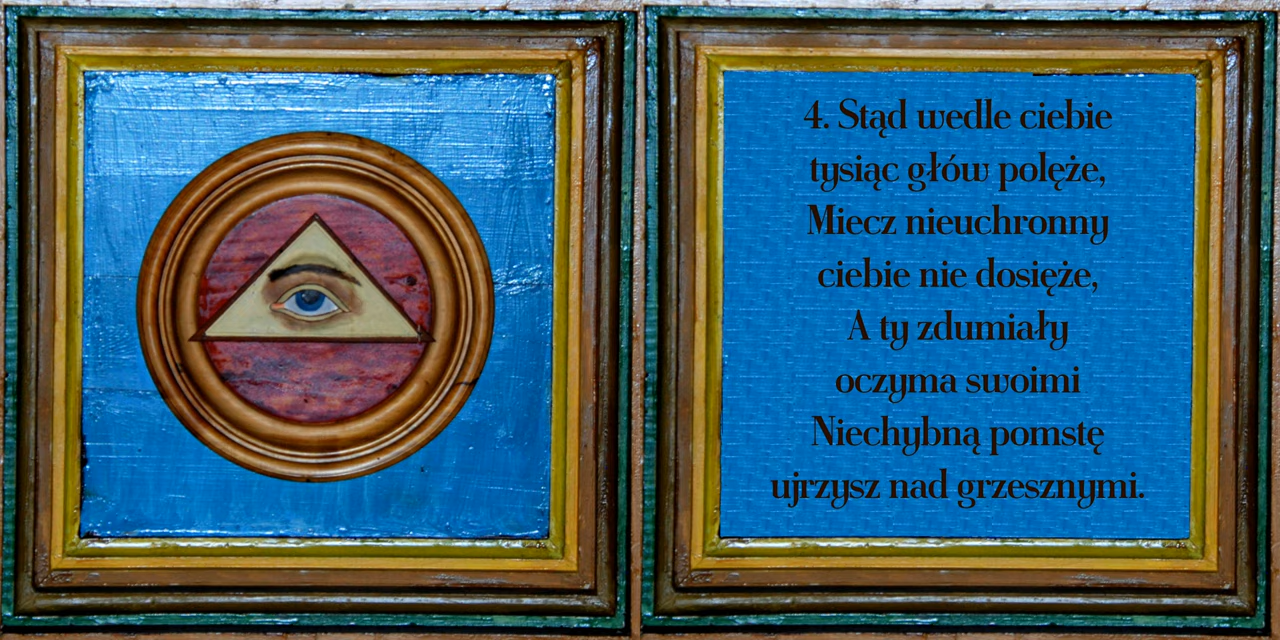 4. Stąd wedle ciebie
tysiąc głów polęże,
Miecz nieuchronny
ciebie nie dosięże,
A ty zdumiały
oczyma swoimi
Niechybną pomstę
ujrzysz nad grzesznymi.